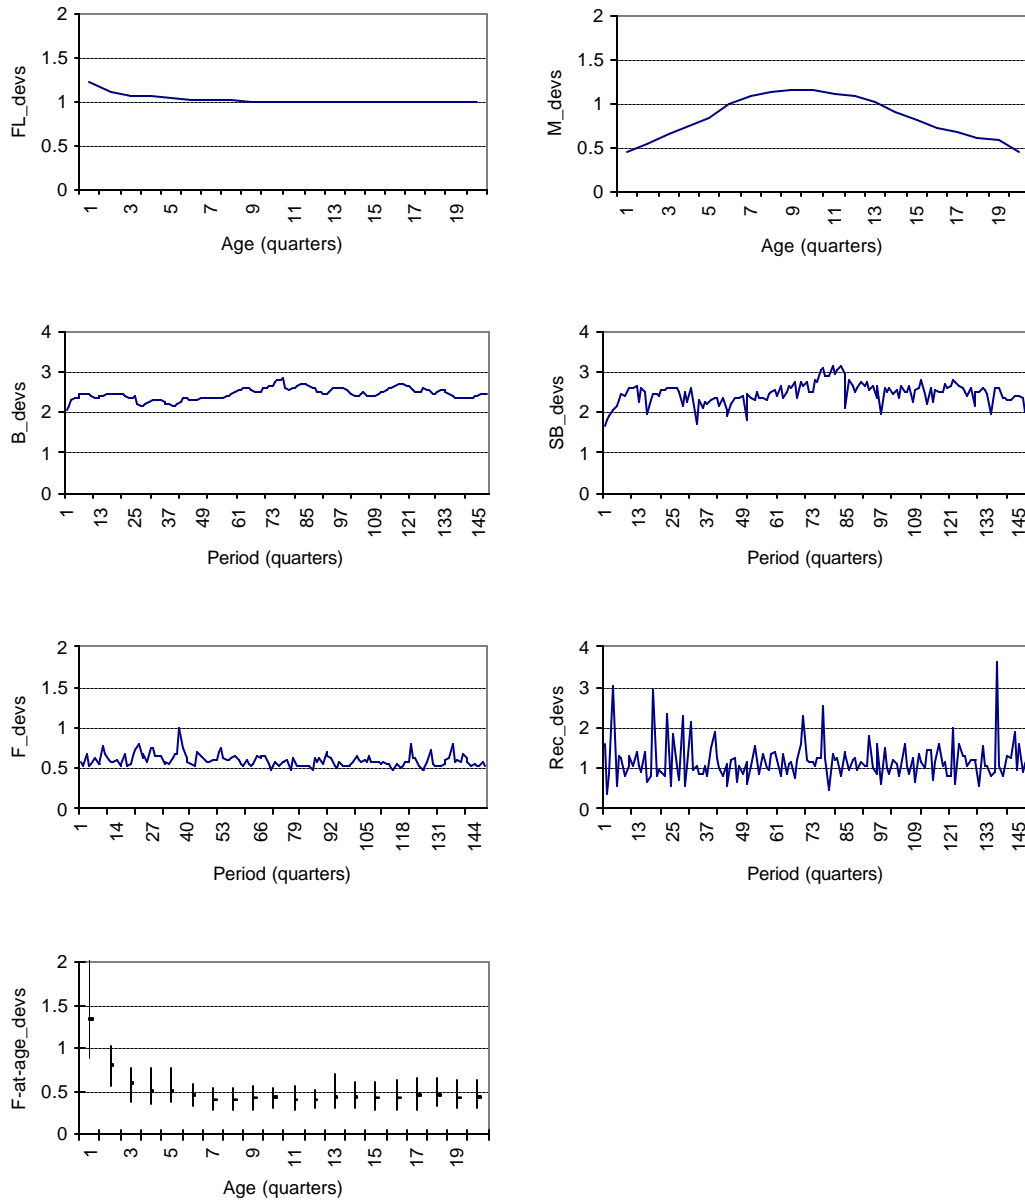 2
1.5
1
0.5
0
FL_devs
1 3 5 7 9 11 13 15 17 19
Age (quarters)
2
1.5
1
0.5
0
M_devs
1 3 5 7 9 11 13 15 17 19
Age (quarters)
4
3
2
1
0
B_devs
1 13 25 37 49 61 73 85 97 109 121 133 145
Period (quarters)
4
3
2
1
0
SB_devs
1 13 25 37 49 61 73 85 97 109 121 133 145
Period (quarters)
2
1.5
1
0.5
0
F_devs
1 14 27 40 53 66 79 92 105 118 131 144
Period (quarters)
4
3
2
1
0
Rec_devs
1 13 25 37 49 61 73 85 97 109 121 133 145
Period (quarters)
2
1.5
1
0.5
0
F-at-age_devs
1 3 5 7 9 11 13 15 17 19
Age (quarters)